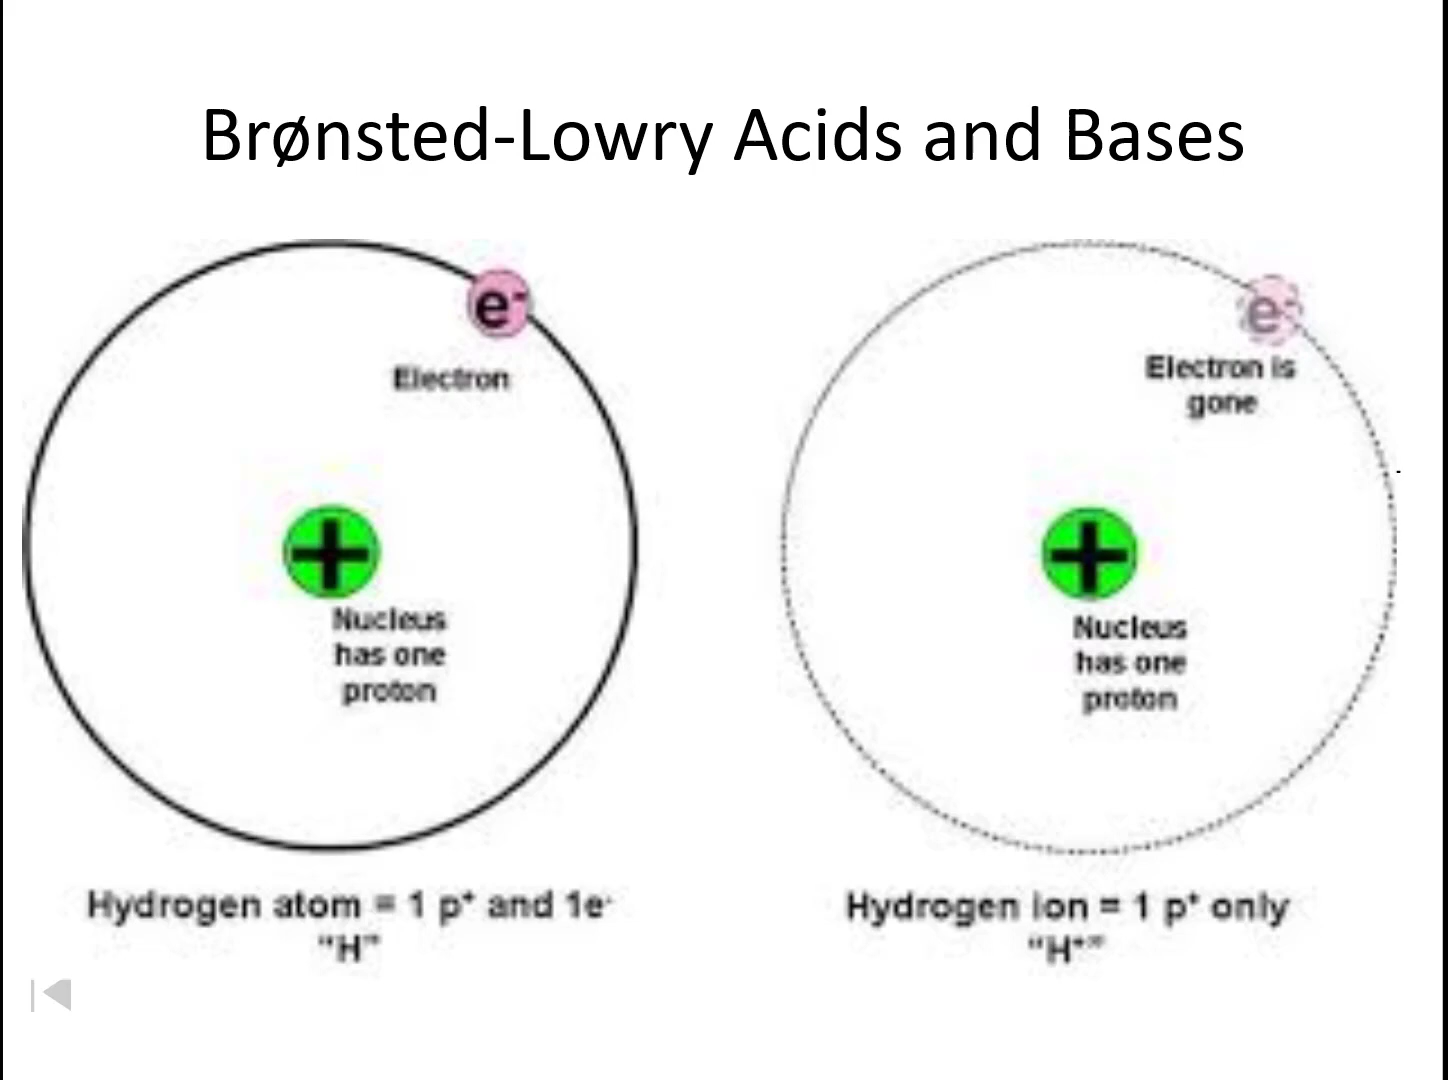 Brønsted-Lowry Acids and Bases
e-
Electron
+
Nucleus
has one
proton
Hydrogen atom = 1 p⁺ and 1e⁻
"H"
e-
Electron is
gone
+
Nucleus
has one
proton
Hydrogen ion = 1 p⁺ only
"H⁺"